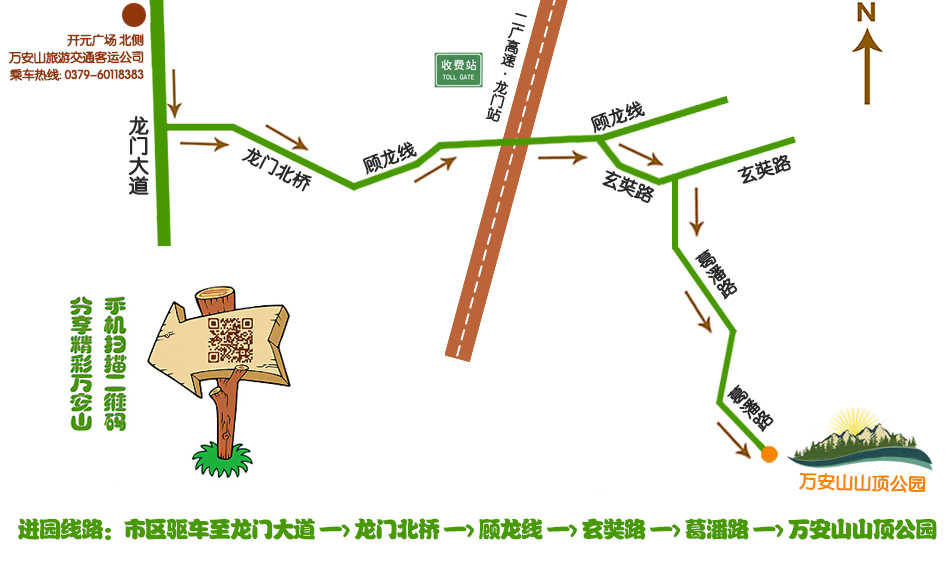 N
开元广场 北侧
万安山旅游交通客运公司
乘车热线: 0379-60118383
收费站
TOLL GATE
二广高速·龙门站
龙门大道
龙门北桥
顾龙线
顾龙线
玄奘路
玄奘路
葛潘路
葛潘路
手机扫描二维码
分享精彩万安山
万安山山顶公园
进园线路：市区驱车至龙门大道 —> 龙门北桥 —> 顾龙线 —> 玄奘路 —> 葛潘路 —> 万安山山顶公园